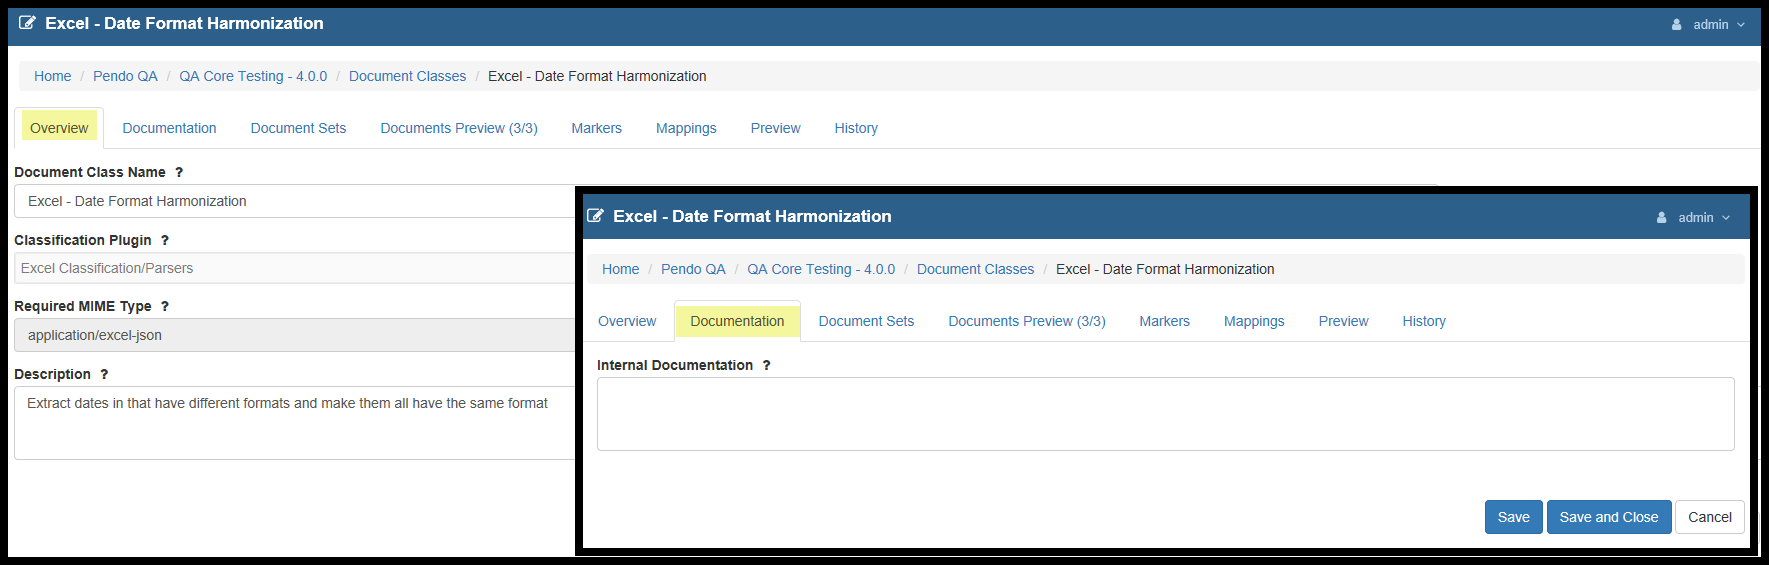 Excel - Date Format Harmonization
admin
Home / Pendo QA / QA Core Testing - 4.0.0 / Document Classes / Excel - Date Format Harmonization
Overview Documentation Document Sets Documents Preview (3/3) Markers Mappings Preview History
Document Class Name ?
Excel - Date Format Harmonization
Classification Plugin ?
Excel Classification/Parsers
Required MIME Type ?
application/excel-json
Description ?
Extract dates in that have different formats and make them all have the same format
Excel - Date Format Harmonization
admin
Home / Pendo QA / QA Core Testing - 4.0.0 / Document Classes / Excel - Date Format Harmonization
Overview Documentation Document Sets Documents Preview (3/3) Markers Mappings Preview History
Internal Documentation ?
Save Save and Close Cancel